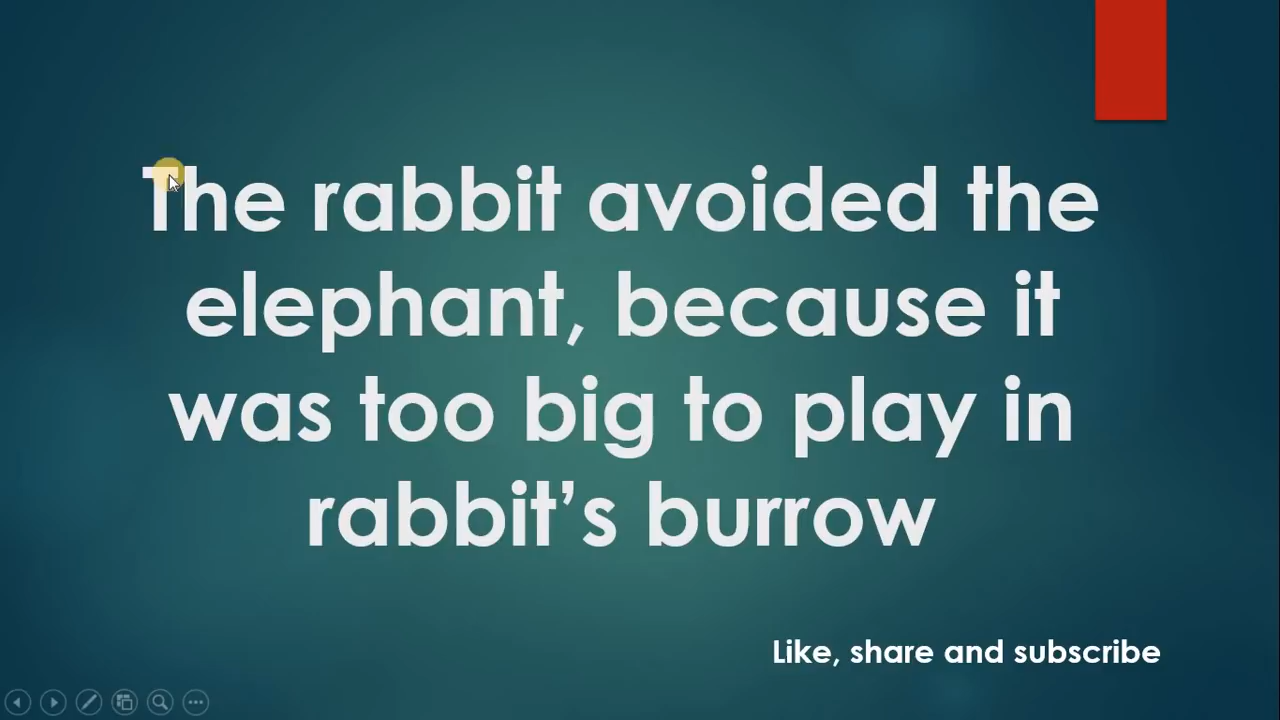 The rabbit avoided the
elephant, because it
was too big to play in
rabbit’s burrow
Like, share and subscribe